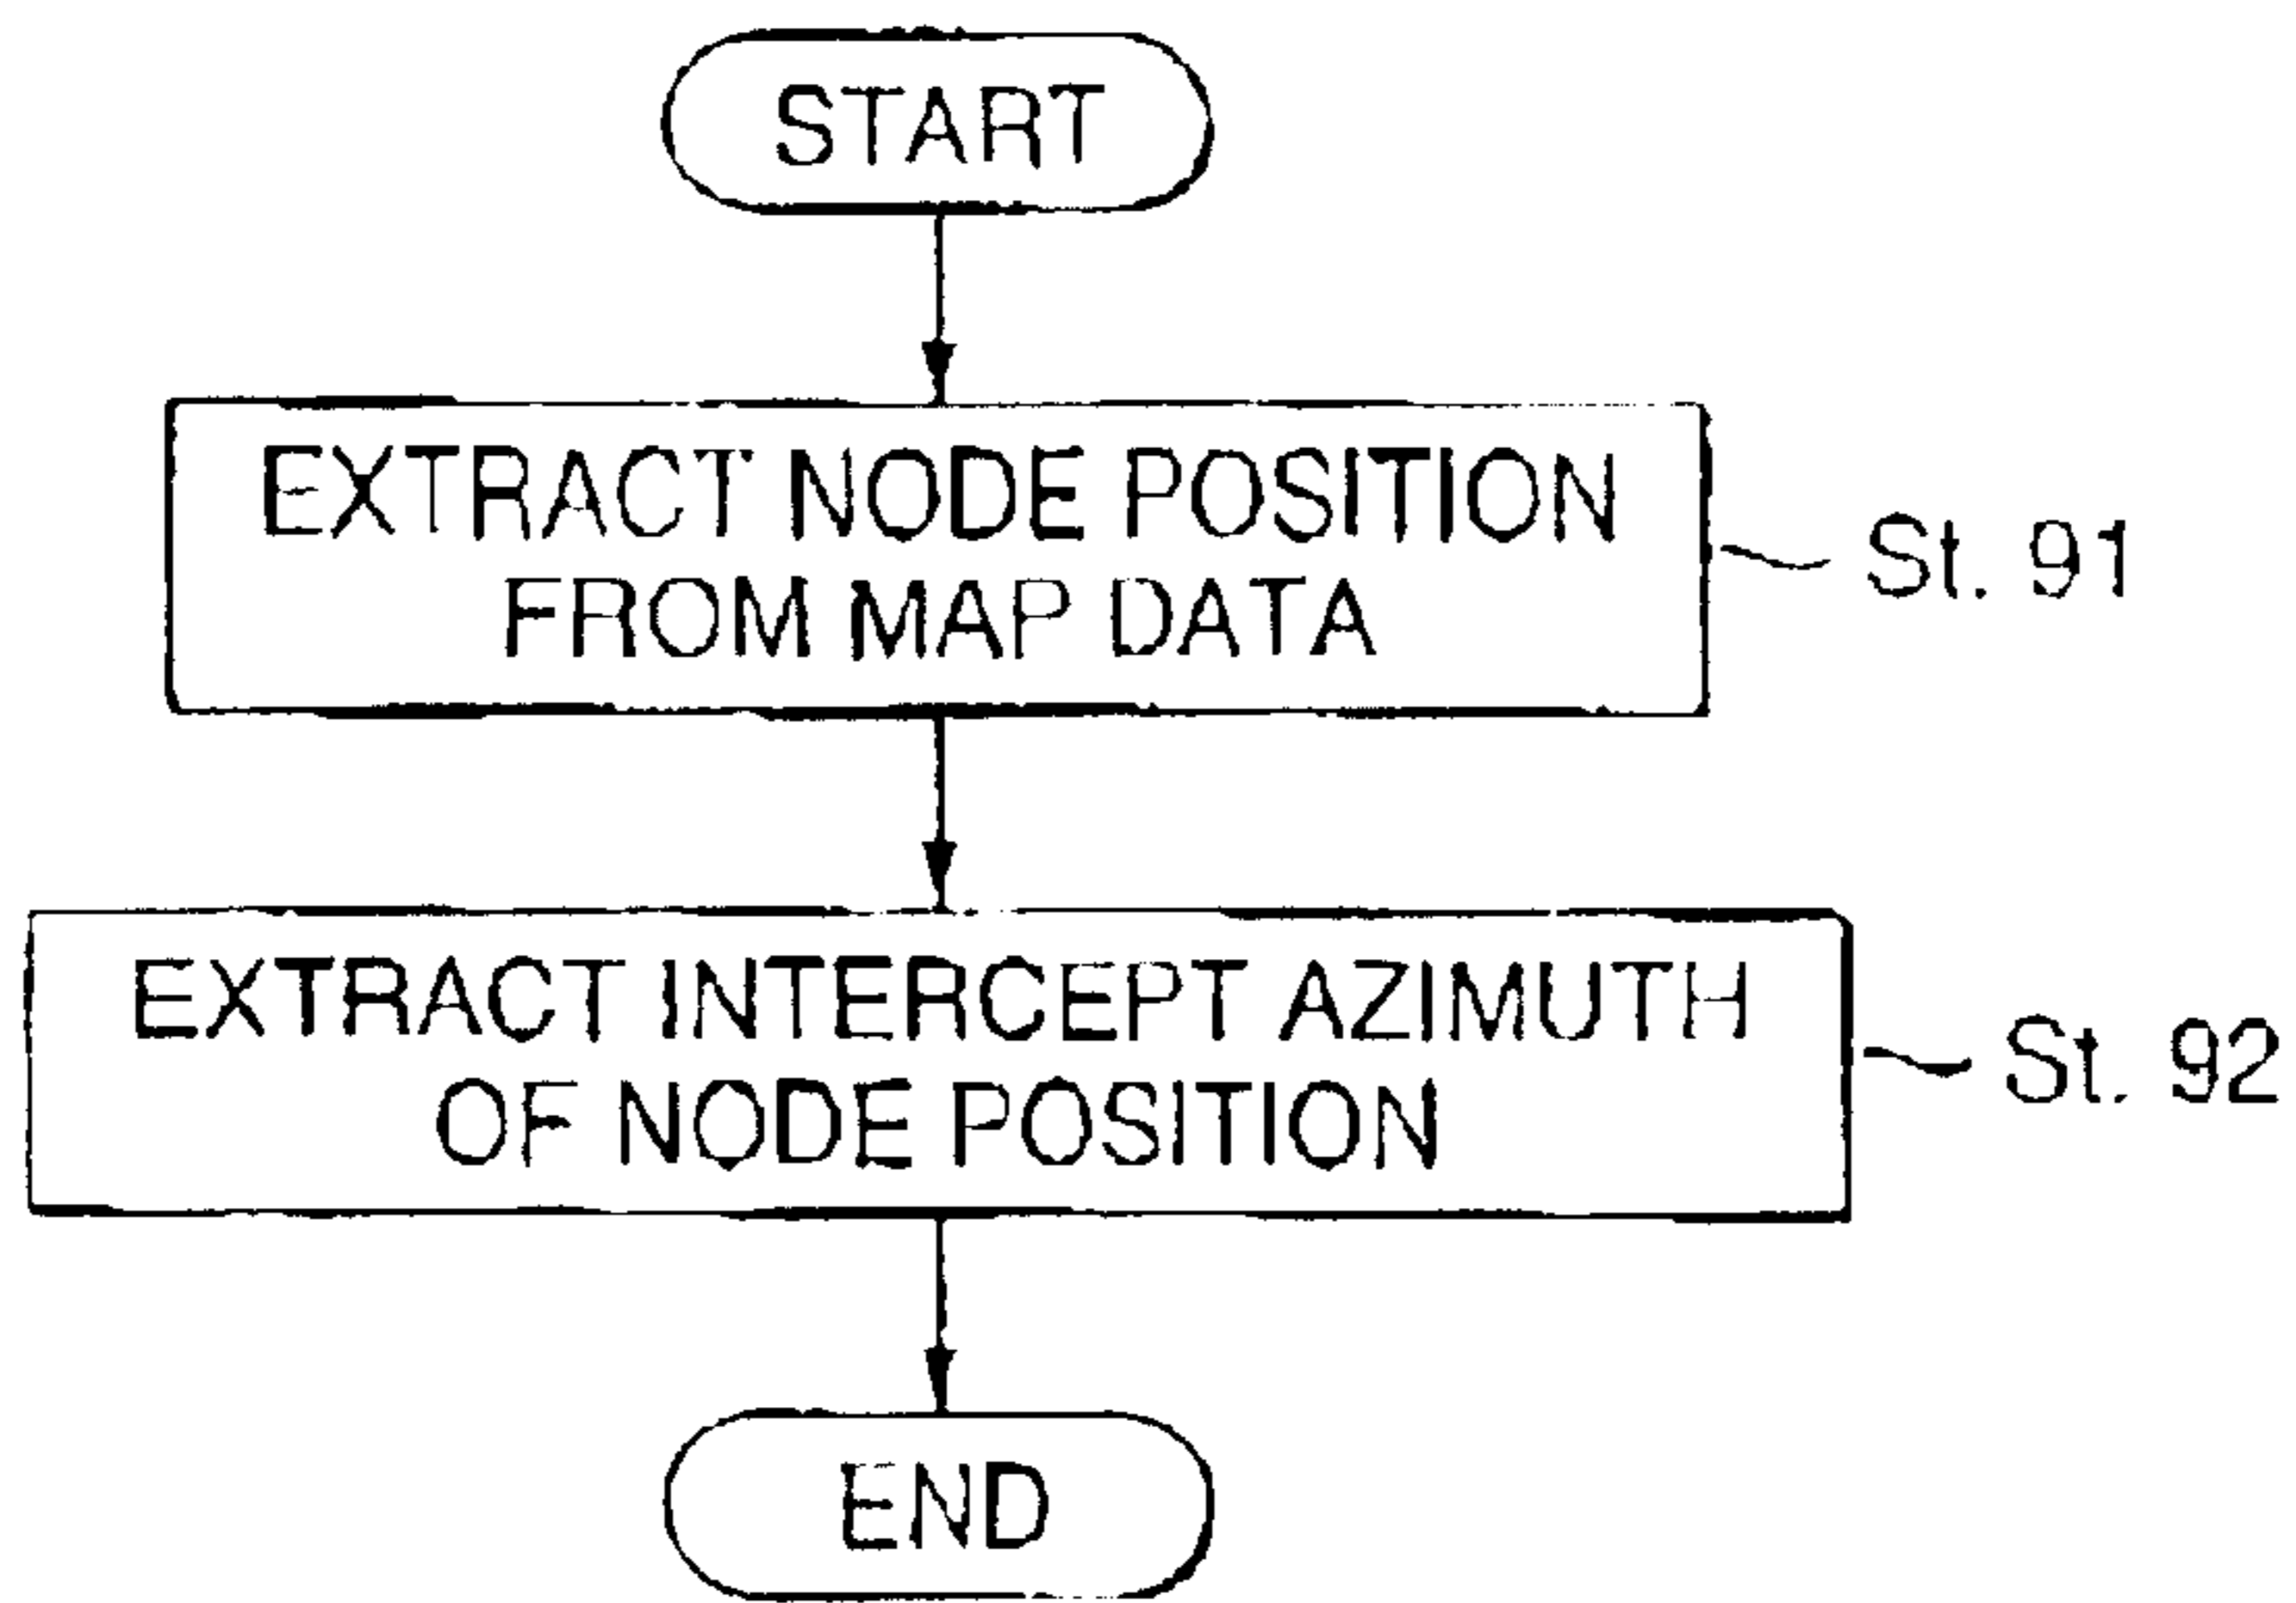 START
EXTRACT NODE POSITION
FROM MAP DATA
St. 91
EXTRACT INTERCEPT AZIMUTH
OF NODE POSITION
St. 92
END